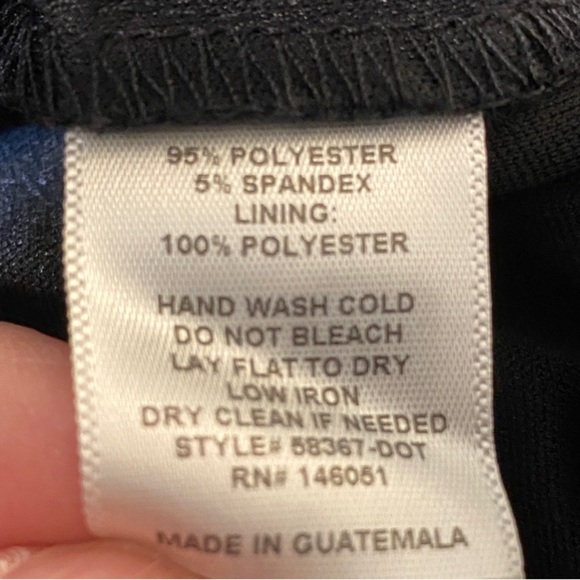 95% POLYESTER
5% SPANDEX
LINING:
100% POLYESTER
HAND WASH COLD
DO NOT BLEACH
LAY FLAT TO DRY
LOW IRON
DRY CLEAN IF NEEDED
STYLE# 58367-DOT
RN# 146051
MADE IN GUATEMALA